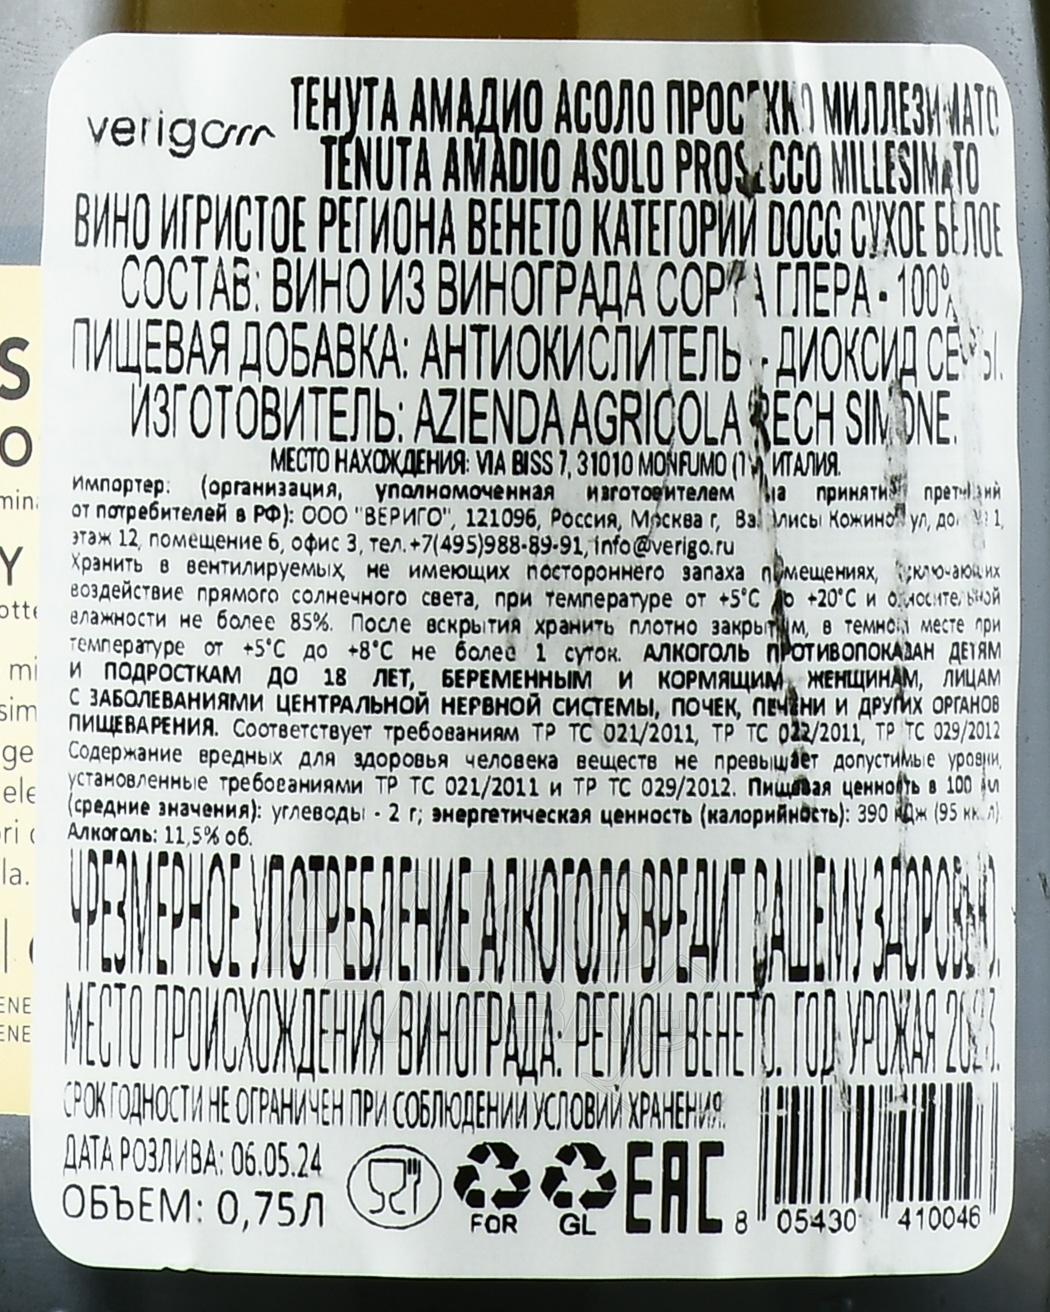 verigo
ТЕНУТА АМАДИО АСОЛО ПРОСЕККО МИЛЛЕЗИМАТО
TENUTA AMADIO ASOLO PROSECCO MILLESIMATO
ВИНО ИГРИСТОЕ РЕГИОНА ВЕНЕТО КАТЕГОРИИ DOCG СУХОЕ БЕЛОЕ
СОСТАВ: ВИНО ИЗ ВИНОГРАДА СОРТА ГЛЕРА - 100%
ПИЩЕВАЯ ДОБАВКА: АНТИОКИСЛИТЕЛЬ - ДИОКСИД СЕРЫ.
ИЗГОТОВИТЕЛЬ: AZIENDA AGRICOLA RECH SIMONE.
МЕСТО НАХОЖДЕНИЯ: VIA BISS 7, 31010 MONFUMO (TV), ИТАЛИЯ.
Импортер: (организация, уполномоченная изготовителем на принятие претензий
от потребителей в РФ): ООО "ВЕРИГО", 121096, Россия, Москва г, Василисы Кожиной ул, дом 1,
этаж 12, помещение 6, офис 3, тел.+7(495)988-89-91, info@verigo.ru
Хранить в вентилируемых, не имеющих постороннего запаха помещениях, исключающих
воздействие прямого солнечного света, при температуре от +5°С до +20°С и относительной
влажности не более 85%. После вскрытия хранить плотно закрытым, в темном месте при
температуре от +5°С до +8°С не более 1 суток. АЛКОГОЛЬ ПРОТИВОПОКАЗАН ДЕТЯМ
И ПОДРОСТКАМ ДО 18 ЛЕТ, БЕРЕМЕННЫМ И КОРМЯЩИМ ЖЕНЩИНАМ, ЛИЦАМ
С ЗАБОЛЕВАНИЯМИ ЦЕНТРАЛЬНОЙ НЕРВНОЙ СИСТЕМЫ, ПОЧЕК, ПЕЧЕНИ И ДРУГИХ ОРГАНОВ
ПИЩЕВАРЕНИЯ. Соответствует требованиям ТР ТС 021/2011, ТР ТС 022/2011, ТР ТС 029/2012
Содержание вредных для здоровья человека веществ не превышает допустимые уровни,
установленные требованиями ТР ТС 021/2011 и ТР ТС 029/2012. Пищевая ценность в 100 мл
(средние значения): углеводы - 2 г; энергетическая ценность (калорийность): 390 кДж (95 ккал)
Алкоголь: 11,5% об.
ЧРЕЗМЕРНОЕ УПОТРЕБЛЕНИЕ АЛКОГОЛЯ ВРЕДИТ ВАШЕМУ ЗДОРОВЬЮ.
МЕСТО ПРОИСХОЖДЕНИЯ ВИНОГРАДА: РЕГИОН ВЕНЕТО. ГОД УРОЖАЯ 2023.
СРОК ГОДНОСТИ НЕ ОГРАНИЧЕН ПРИ СОБЛЮДЕНИИ УСЛОВИЙ ХРАНЕНИЯ.
ДАТА РОЗЛИВА: 06.05.24
ОБЪЕМ: 0,75Л
FOR
GL
EAC
8 05430 410046